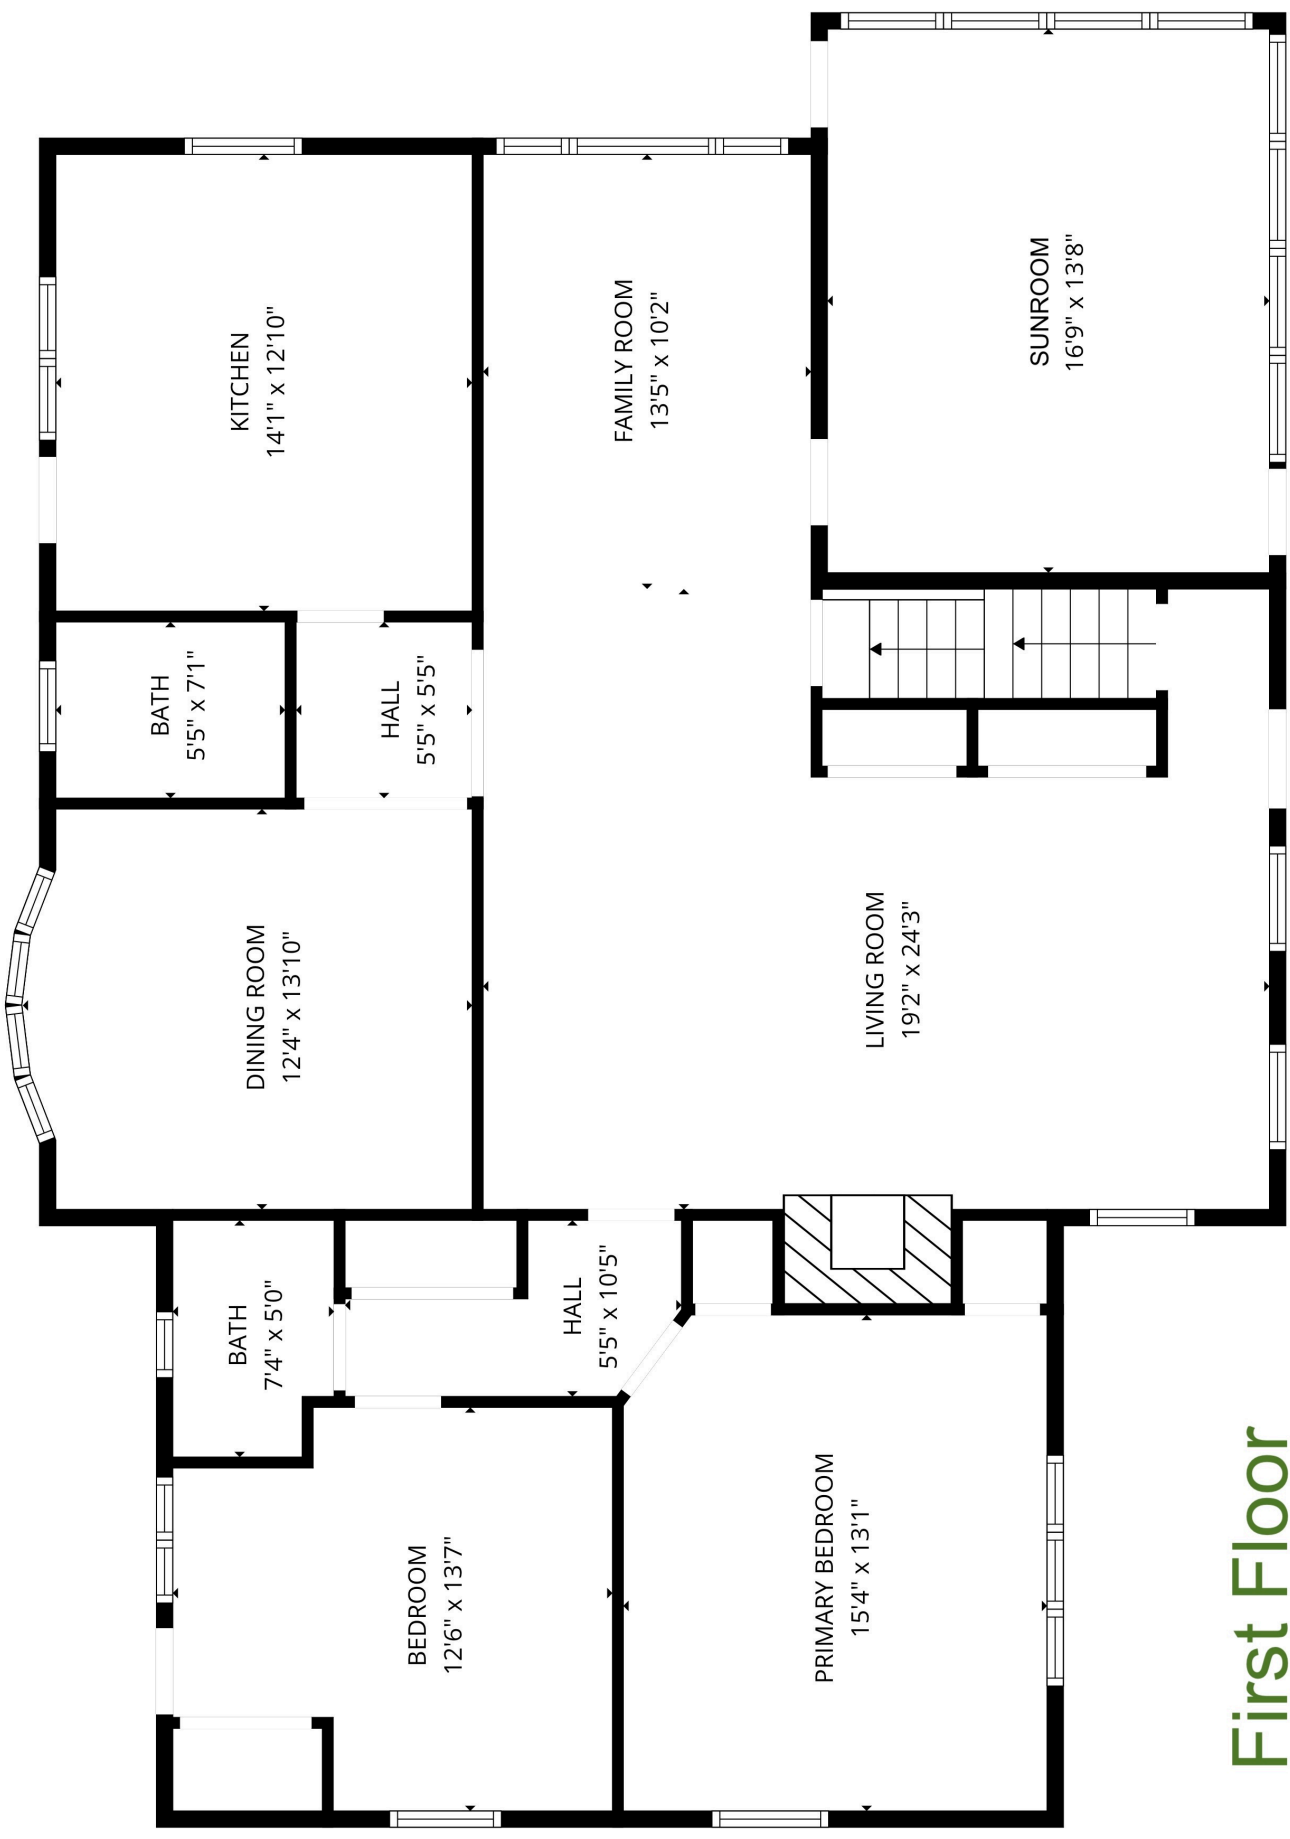 KITCHEN
14'1" x 12'10"
FAMILY ROOM
13'5" x 10'2"
SUNROOM
16'9" x 13'8"
BATH
5'5" x 7'1"
HALL
5'5" x 5'5"
DINING ROOM
12'4" x 13'10"
LIVING ROOM
19'2" x 24'3"
BATH
7'4" x 5'0"
HALL
5'5" x 10'5"
BEDROOM
12'6" x 13'7"
PRIMARY BEDROOM
15'4" x 13'1"
First Floor